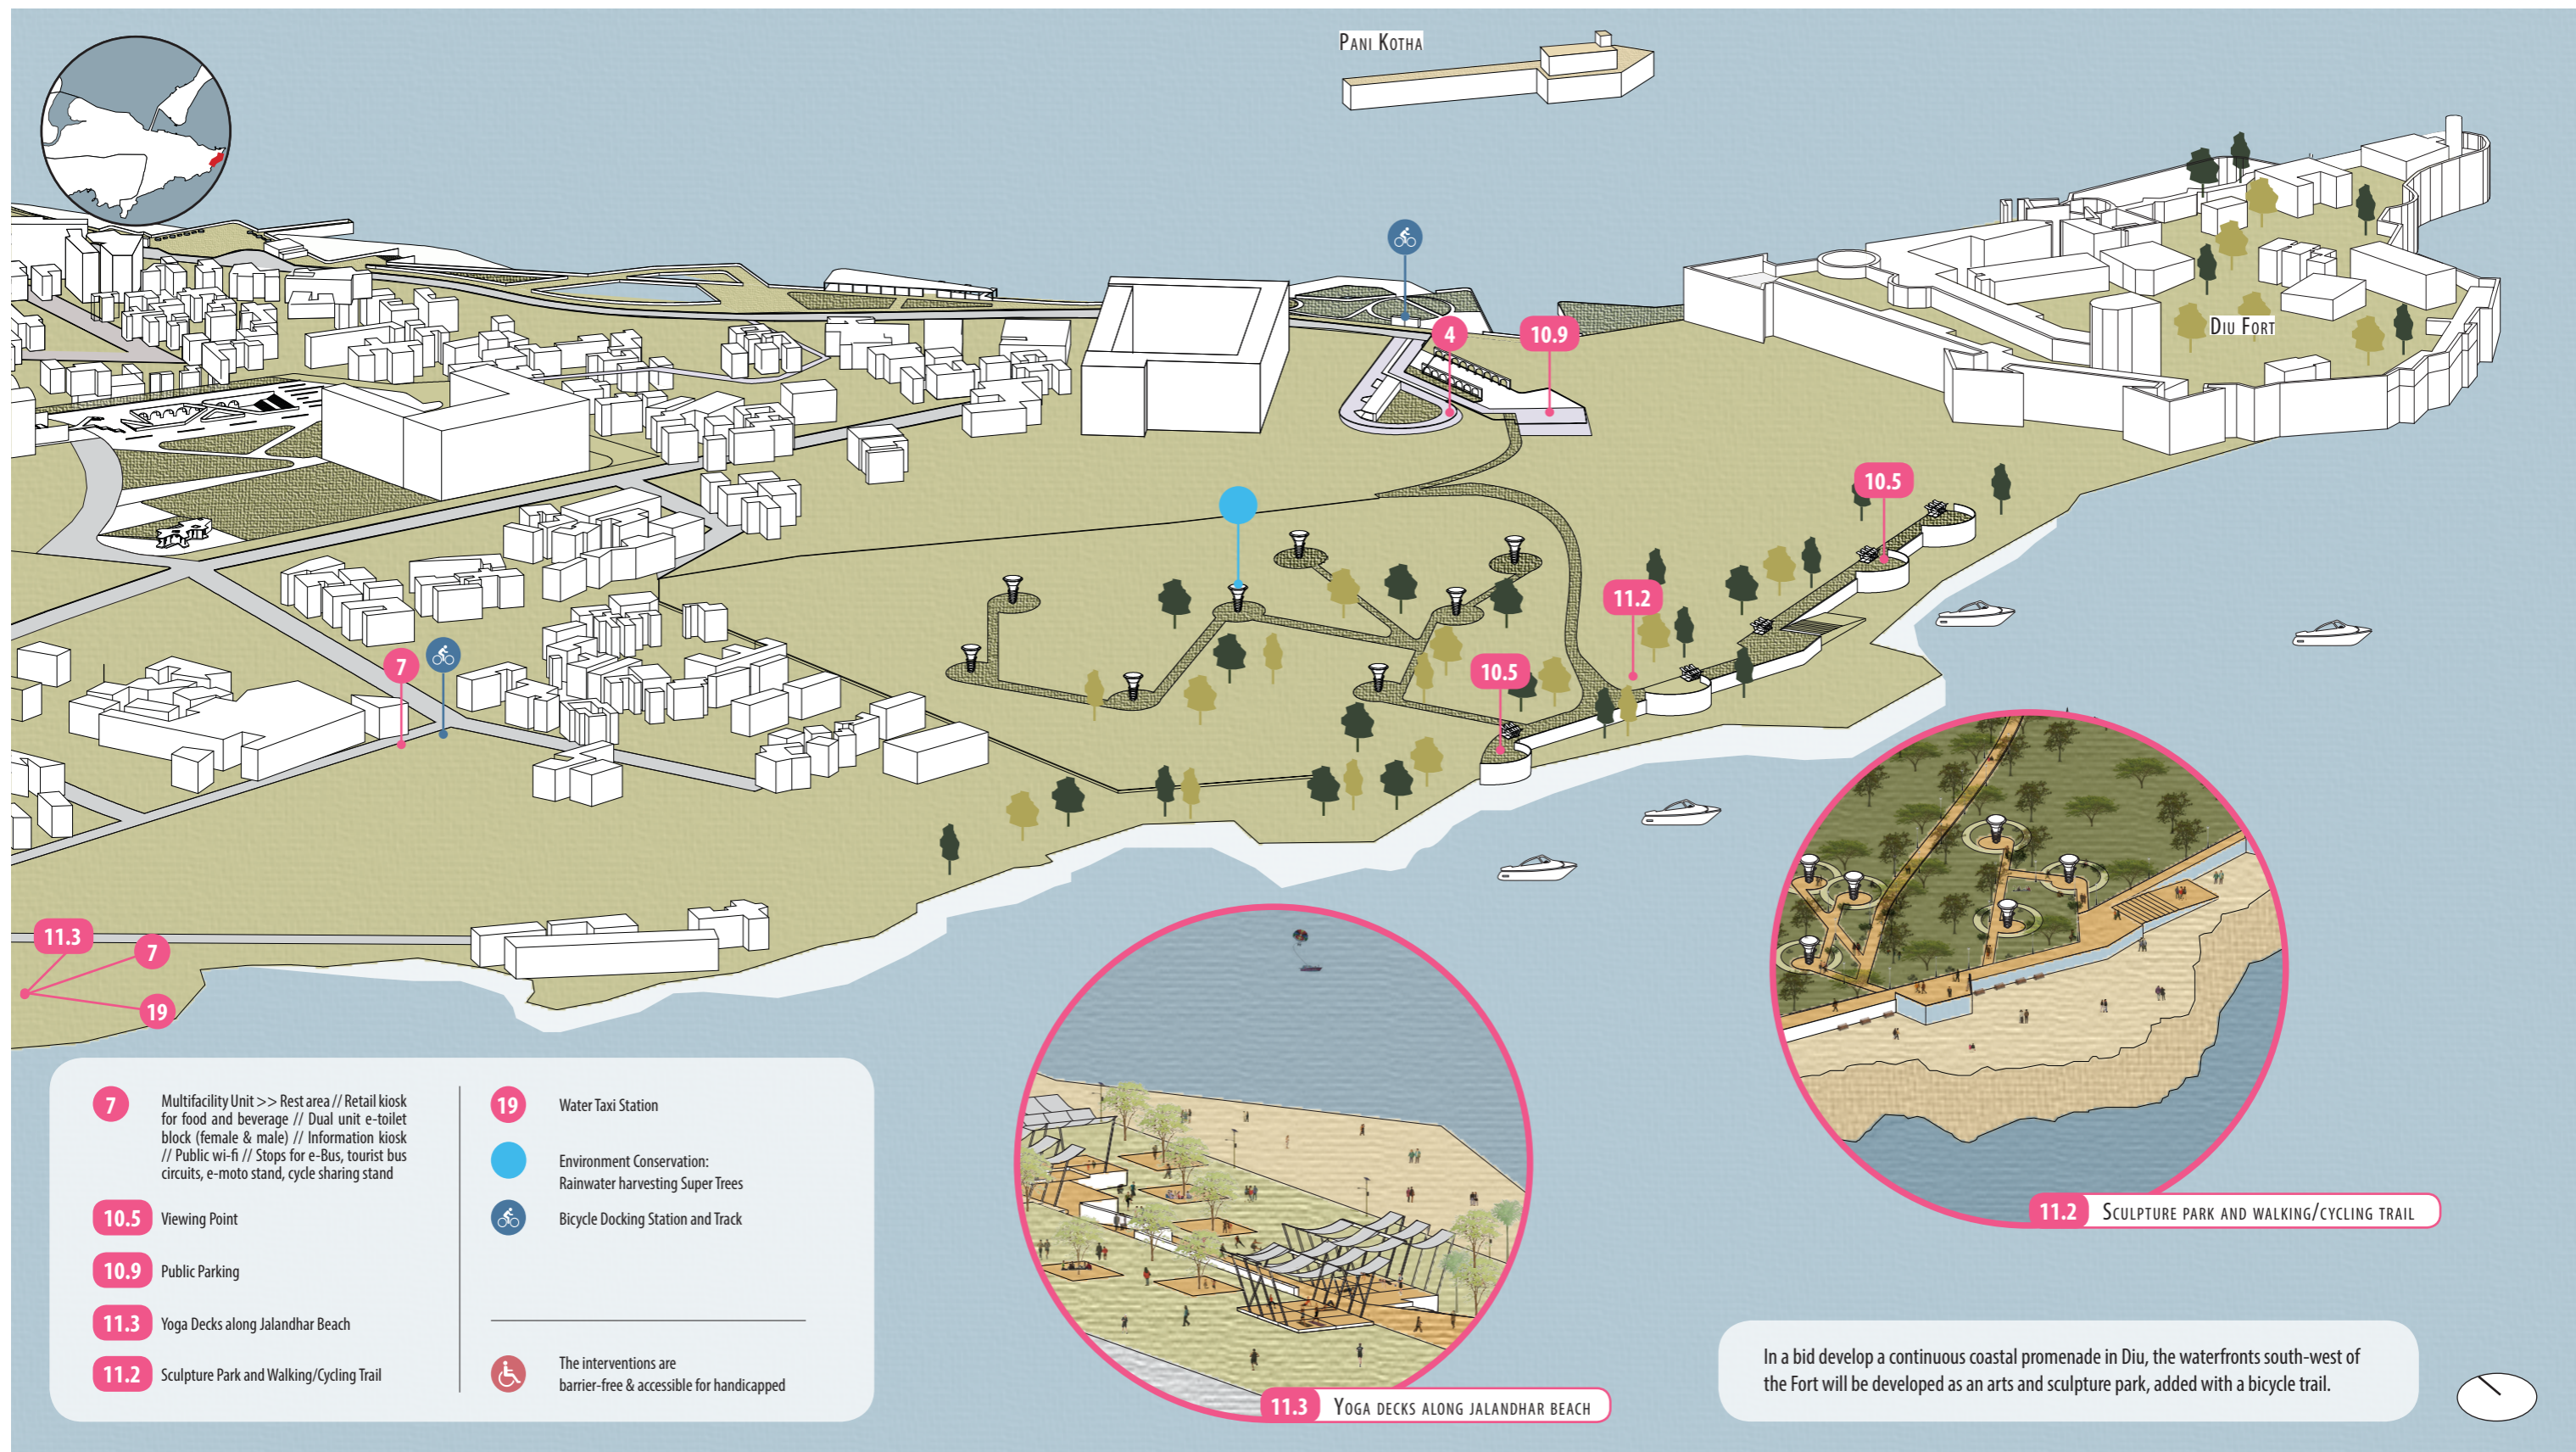 Pani Kotha
Diu Fort
4
10.9
10.5
11.2
10.5
7
11.3
7
19
7
Multifacility Unit >> Rest area // Retail kiosk
for food and beverage // Dual unit e-toilet
block (female & male) // Information kiosk
// Public wi-fi // Stops for e-Bus, tourist bus
circuits, e-moto stand, cycle sharing stand
10.5 Viewing Point
10.9 Public Parking
11.3 Yoga Decks along Jalandhar Beach
11.2 Sculpture Park and Walking/Cycling Trail
19 Water Taxi Station
Environment Conservation:
Rainwater harvesting Super Trees
Bicycle Docking Station and Track
The interventions are
barrier-free & accessible for handicapped
11.3 Yoga decks along jalandhar beach
11.2 Sculpture park and walking/cycling trail
In a bid develop a continuous coastal promenade in Diu, the waterfronts south-west of
the Fort will be developed as an arts and sculpture park, added with a bicycle trail.